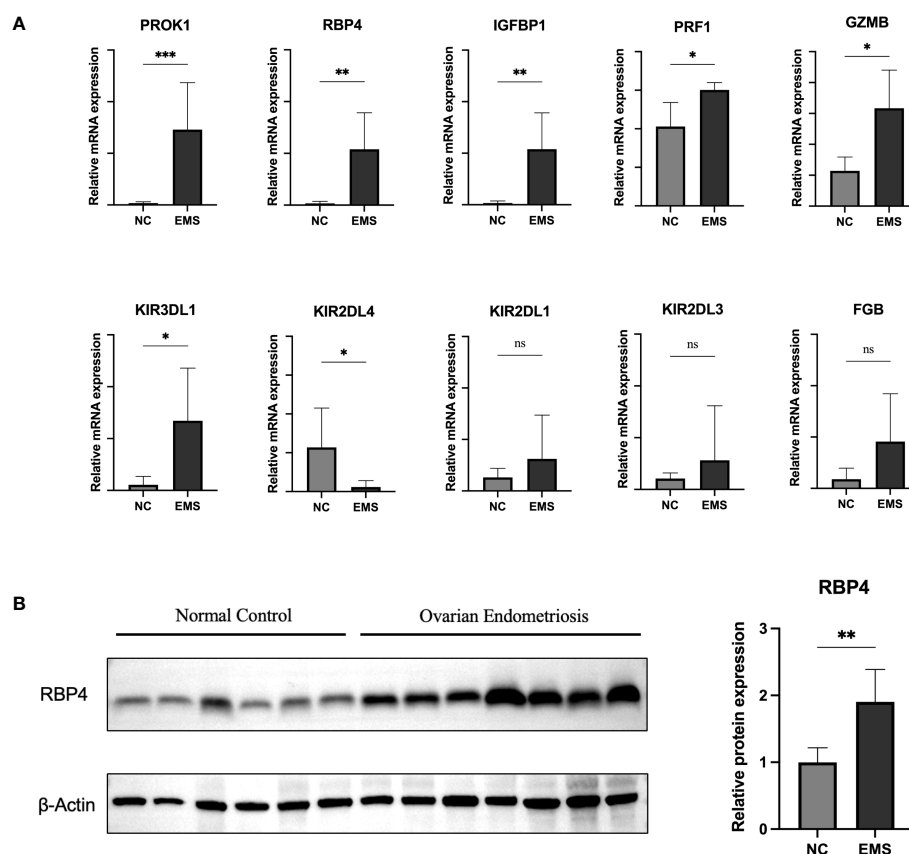 A
PROK1
RBP4
IGFBP1
PRF1
GZMB
Relative mRNA expression
***
NC EMS
Relative mRNA expression
**
NC EMS
Relative mRNA expression
**
NC EMS
Relative mRNA expression
*
NC EMS
Relative mRNA expression
*
NC EMS
KIR3DL1
KIR2DL4
KIR2DL1
KIR2DL3
FGB
Relative mRNA expression
*
NC EMS
Relative mRNA expression
*
NC EMS
Relative mRNA expression
ns
NC EMS
Relative mRNA expression
ns
NC EMS
Relative mRNA expression
ns
NC EMS
B
Normal Control
Ovarian Endometriosis
RBP4
β-Actin
RBP4
Relative protein expression
3
2
1
0
**
NC EMS